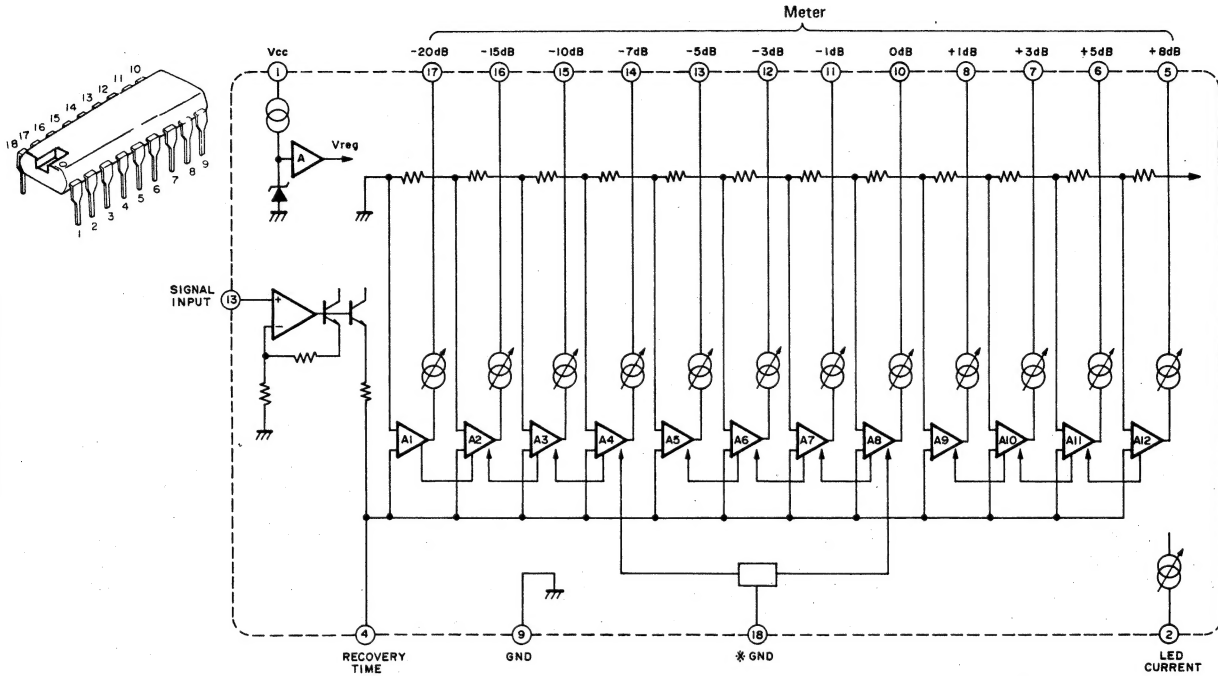 Meter
Vcc -20dB -15dB -10dB -7dB -5dB -3dB -1dB 0dB +1dB +3dB +5dB +8dB
1 17 16 15 14 13 12 11 10 8 7 6 5
18 17 16 15 14 13 12 11 10
1 2 3 4 5 6 7 8 9
A Vreg
SIGNAL
INPUT
13
+
−
A1 A2 A3 A4 A5 A6 A7 A8 A9 A10 A11 A12
4 9 18 2
RECOVERY
TIME
GND
※GND
LED
CURRENT